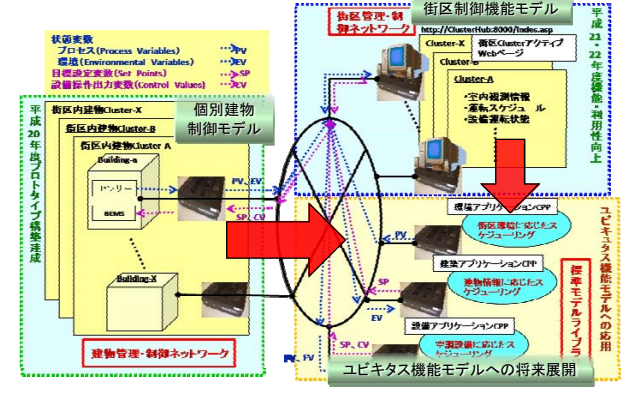 街区制御機能モデル
街区管理・制
御ネットワーク
http://ClusterHub:8000/Indes.asp
Cluster-X
街区Clusterアクティブ
Webページ
Cluster-B
Cluster-A
・室内観測情報
・運転スケジュール
・設備運転状態
平成21・22年度機能・利用性向上
状態変数
プロセス(Process Variables)
PV
環境(Environmental Variables)
EV
目標設定変数(Set Points)
SP
設備操作出力変数(Control Values)
CV
個別建物
制御モデル
平成20年度プロトタイプ構築達成
街区内建物Cluster-X
街区内建物Cluster-B
街区内建物Cluster A
Building-a
センサー
BEMS
PV、EV
SP、CV
Building-X
建物管理・制御ネットワーク
環境アプリケーションCPP
街区環境に応じたス
ケジューリング
PV
建築アプリケーションCPP
建物情報に応じたス
ケジューリング
SP
EV
設備アプリケーションCPP
空調設備に応じたス
ケジューリング
SP、CV
PV、EV
標準モデルライブラ
ユビキュタス機能モデルへの応用
ユビキタス機能モデルへの将来展開